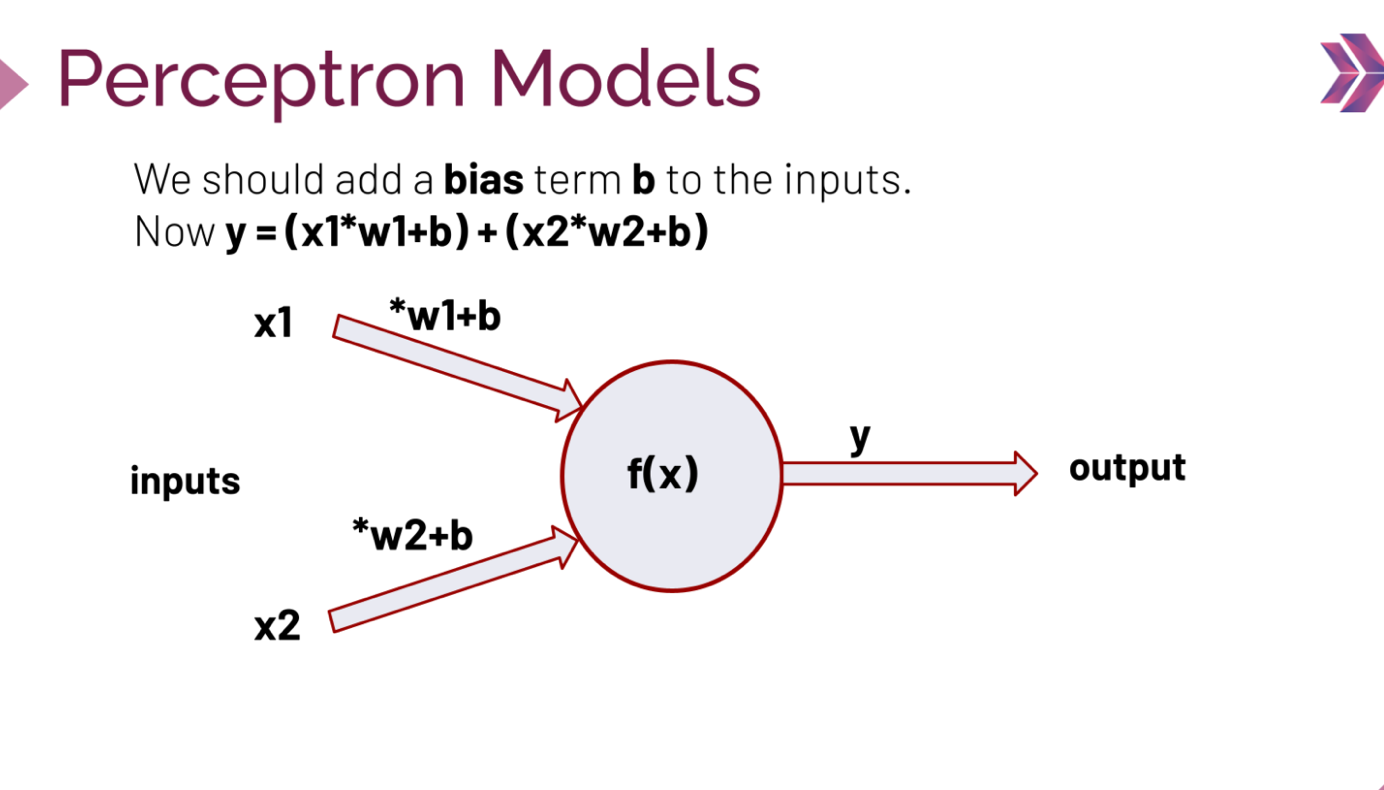 Perceptron Models
We should add a bias term b to the inputs.
Now y = (x1*w1+b) + (x2*w2+b)
x1
*w1+b
f(x)
y
output
inputs
*w2+b
x2